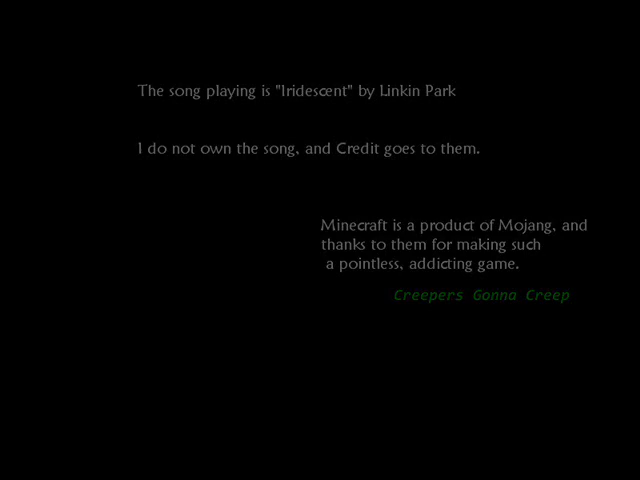 The song playing is "Iridescent" by Linkin Park
I do not own the song, and Credit goes to them.
Minecraft is a product of Mojang, and
thanks to them for making such
a pointless, addicting game.
Creepers Gonna Creep